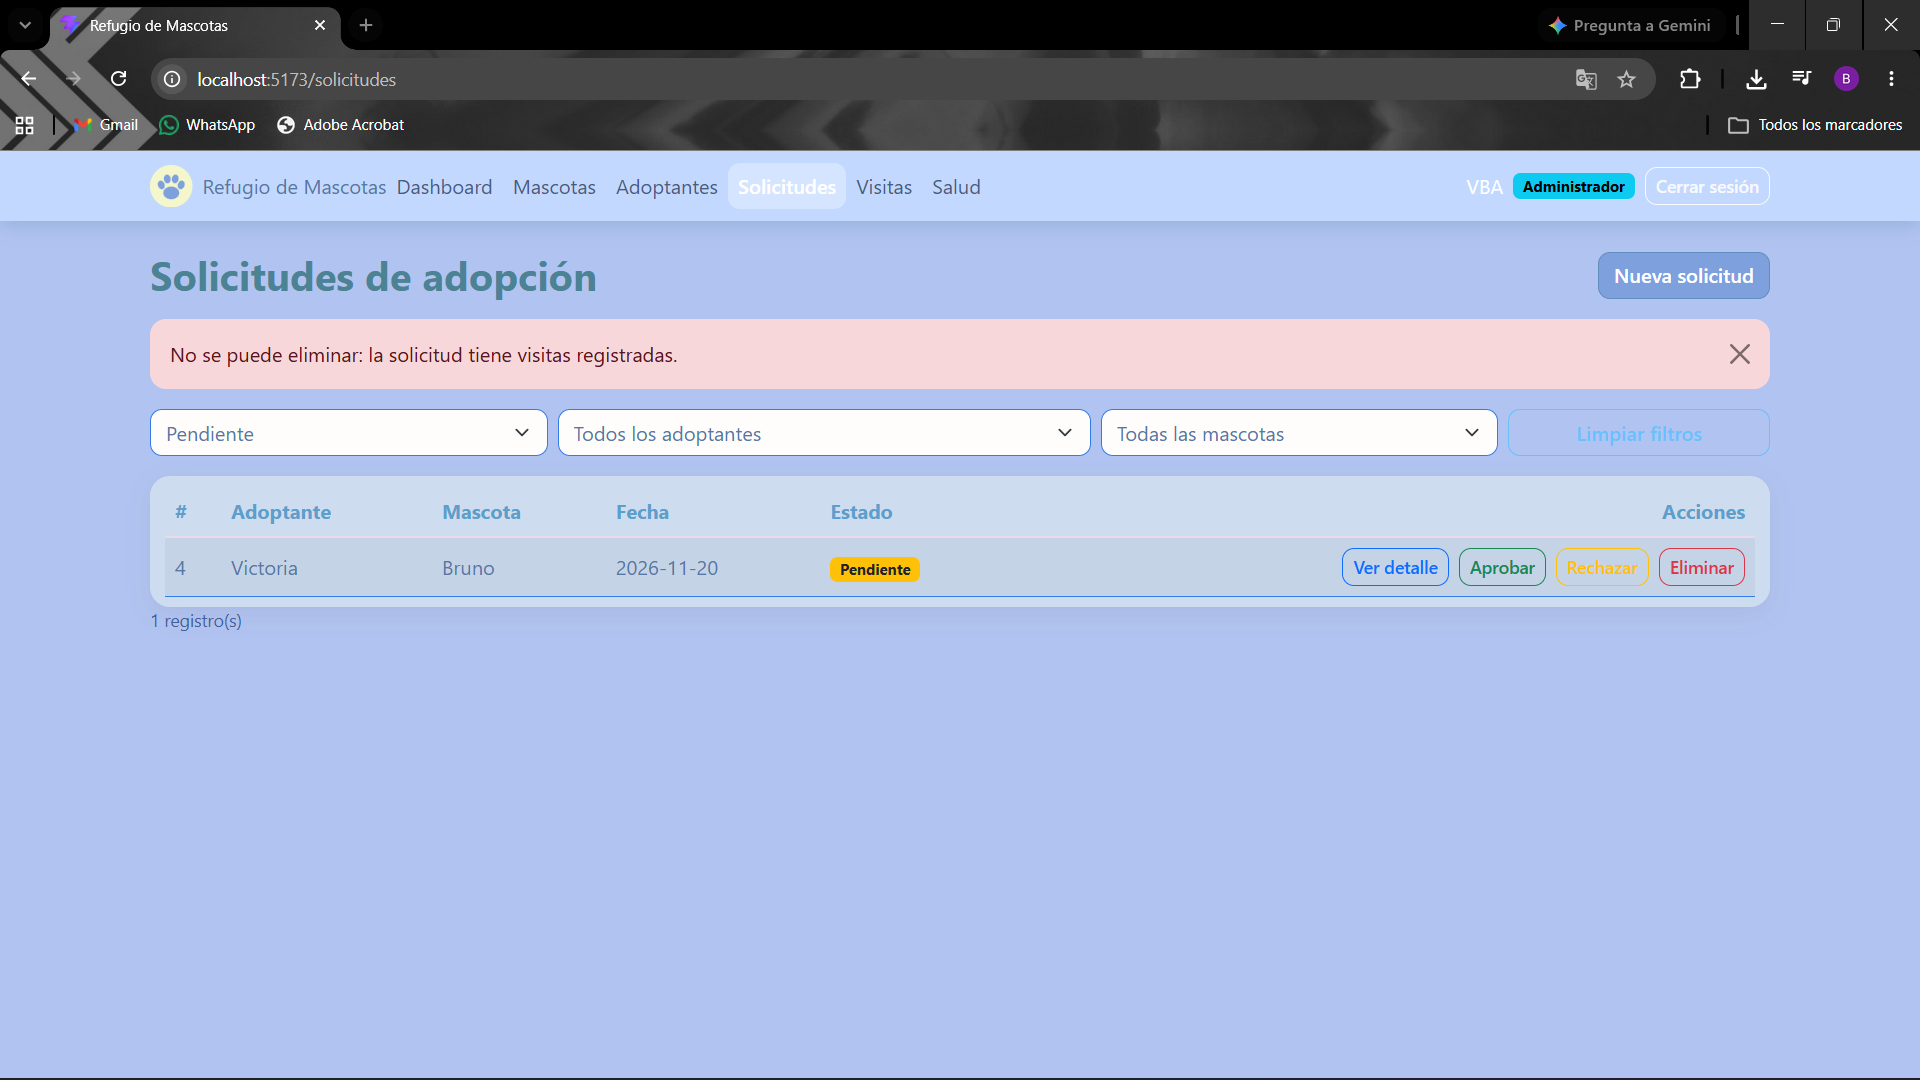 Refugio de Mascotas
Pregunta a Gemini
localhost:5173/solicitudes
B
Gmail
WhatsApp
Adobe Acrobat
Todos los marcadores
Refugio de Mascotas
Dashboard
Mascotas
Adoptantes
Solicitudes
Visitas
Salud
VBA
Administrador
Cerrar sesión
Solicitudes de adopción
Nueva solicitud
No se puede eliminar: la solicitud tiene visitas registradas.
Pendiente
Todos los adoptantes
Todas las mascotas
Limpiar filtros
# Adoptante Mascota Fecha Estado Acciones
4 Victoria Bruno 2026-11-20 Pendiente Ver detalle Aprobar Rechazar Eliminar
1 registro(s)